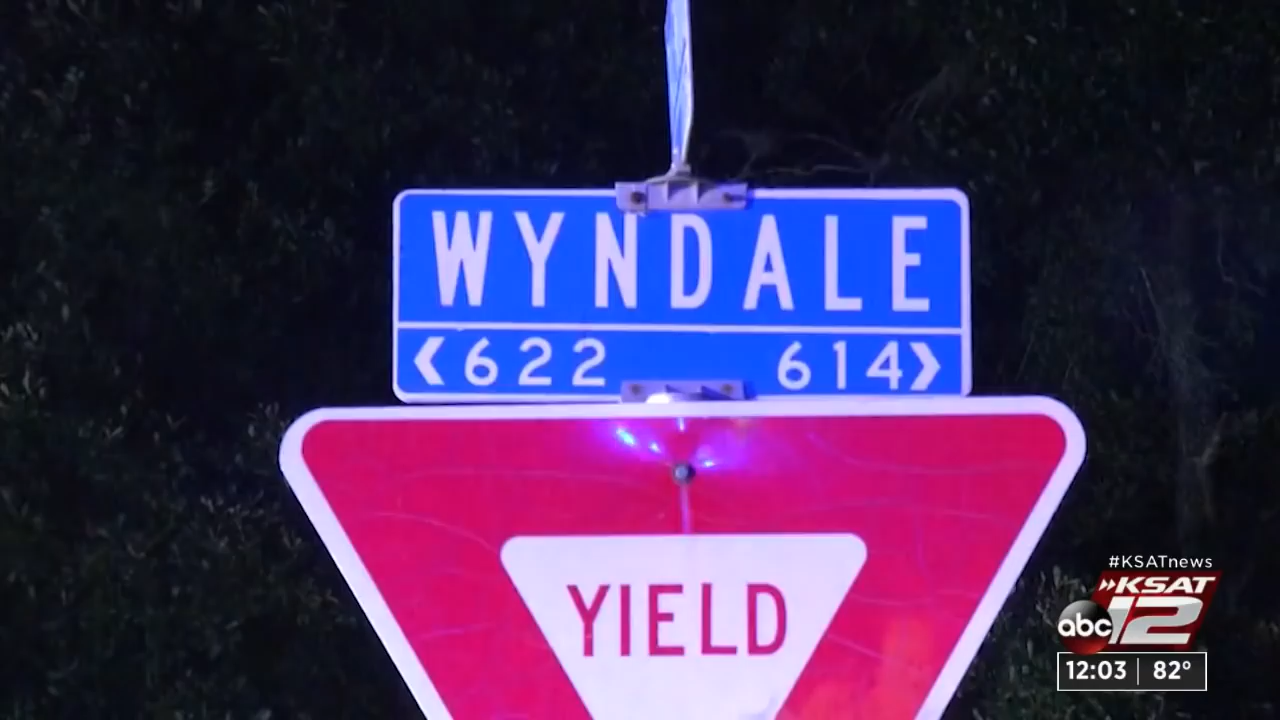 WYNDALE
<622 614>
YIELD
#KSATnews
»KSAT
abc 12
12:03 | 82°